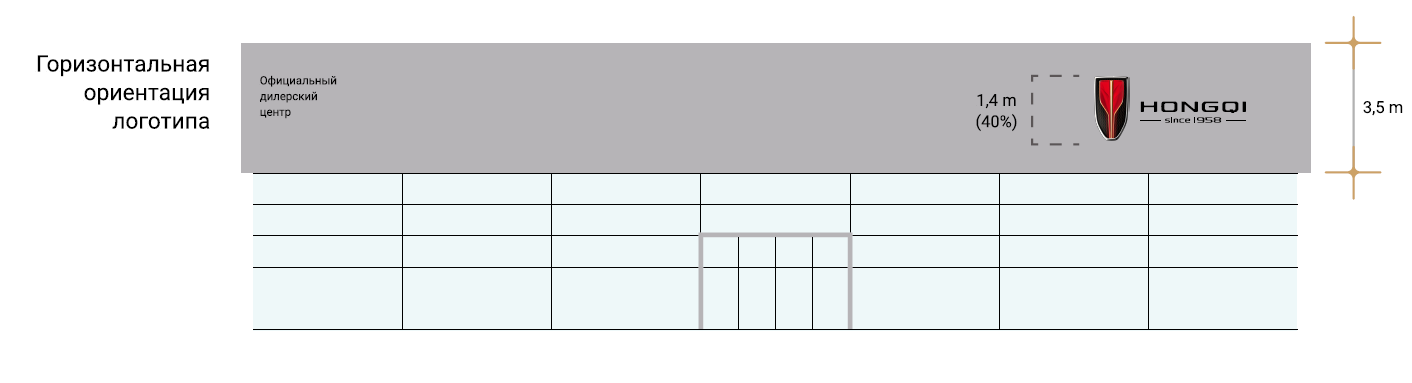 Горизонтальная
ориентация
логотипа
Официальный
дилерский
центр
1,4 m
(40%)
HONGQI
since 1958
3,5 m